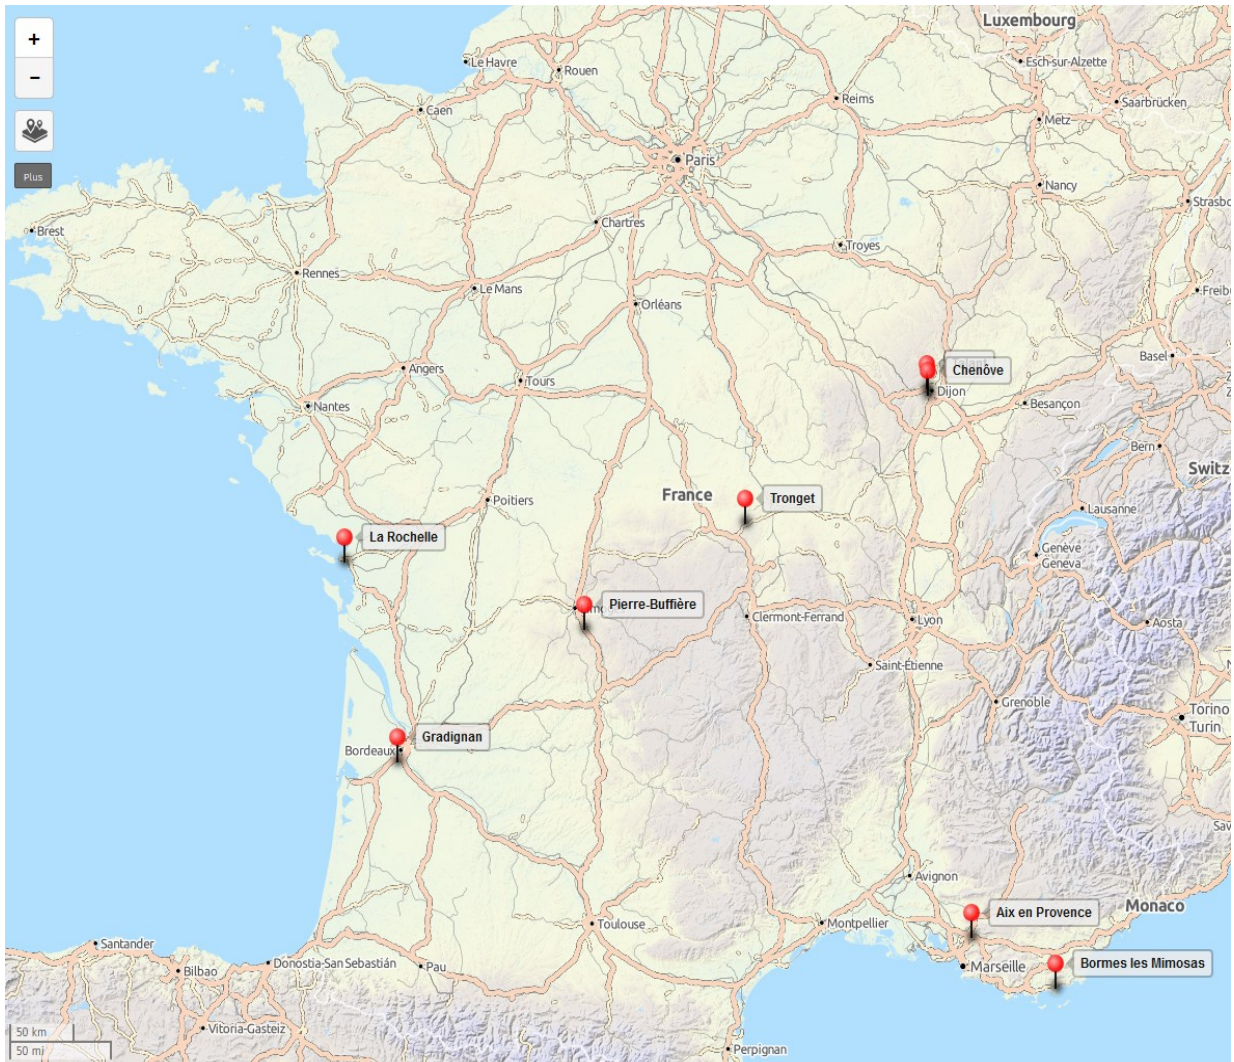 Luxembourg
+
Le Havre
Rouen
Esch-sur-Alzette
−
Reims
Saarbrücken
Caen
Metz
Paris
Plus
Nancy
Strasbo
Chartres
Brest
Troyes
Rennes
Le Mans
Freibu
Orléans
Basel
Talant
Chenôve
Angers
Tours
Dijon
Besançon
Nantes
Bern
Switz
France
Tronget
Poitiers
Lausanne
La Rochelle
Genève
Geneva
Pierre-Buffière
Clermont-Ferrand
Lyon
Aosta
Saint-Étienne
Grenoble
Torino
Turin
Gradignan
Bordeaux
Sav
Avignon
Monaco
Aix en Provence
Toulouse
Montpellier
Santander
Donostia-San Sebastián
Pau
Marseille
Bormes les Mimosas
Bilbao
Vitoria-Gasteiz
50 km
50 mi
Perpignan